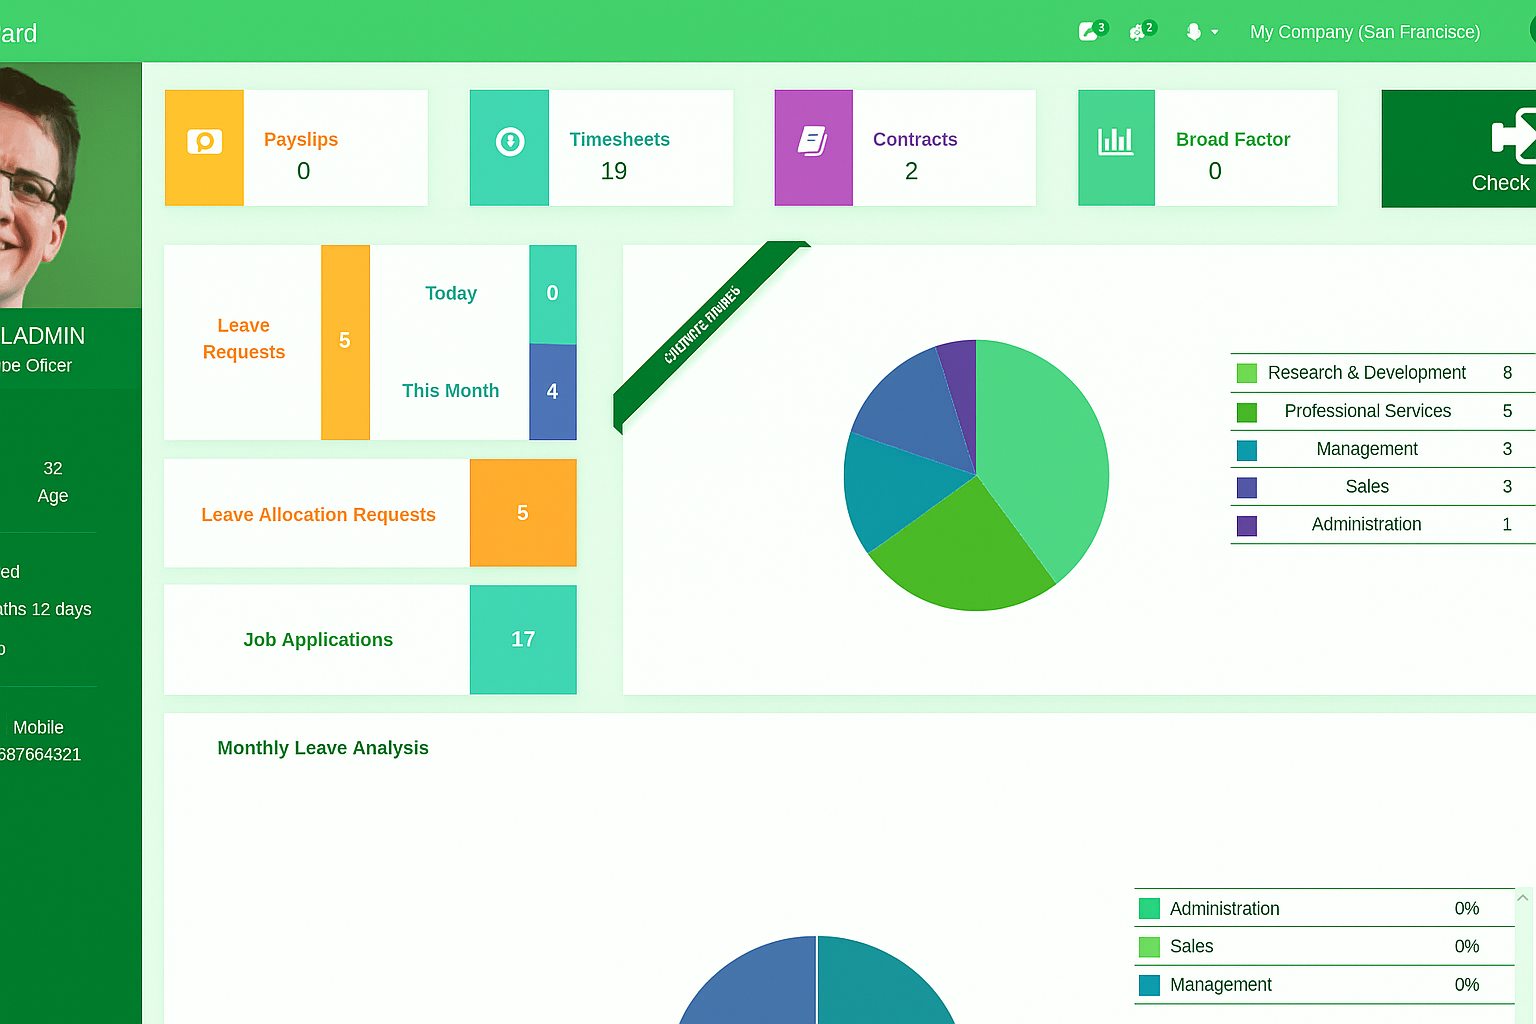 ard
3
2
My Company (San Francisce)
Payslips
0
Timesheets
19
Contracts
2
Broad Factor
0
Check
Leave
Requests
5
Today
0
This Month
4
Leave Allocation Requests
5
Job Applications
17
Research & Development 8
Professional Services 5
Management 3
Sales 3
Administration 1
LADMIN
pe Oficer
32
Age
ed
ths 12 days
Mobile
687664321
Monthly Leave Analysis
Administration 0%
Sales 0%
Management 0%